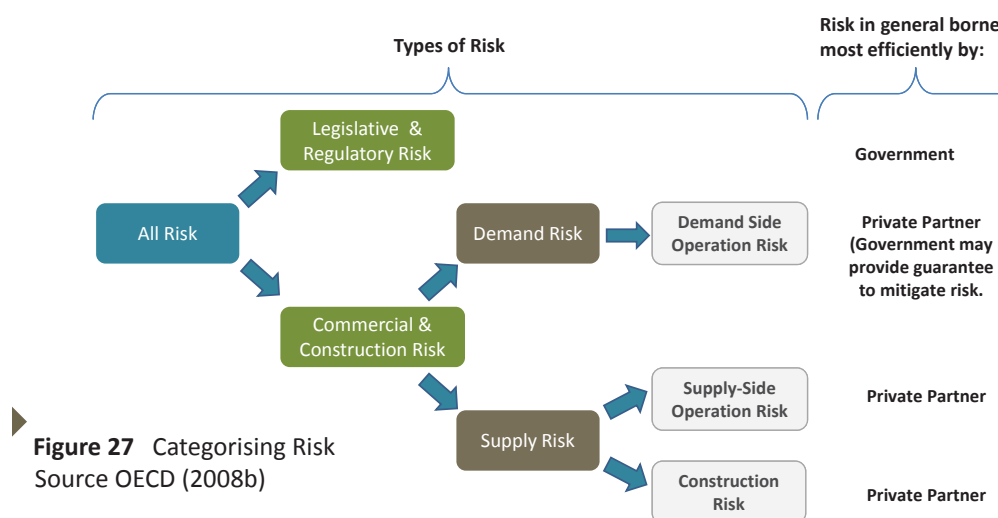 Types of Risk
Risk in general borne
most efficiently by:
Legislative &
Regulatory Risk
Government
All Risk
Demand Risk
Demand Side
Operation Risk
Private Partner
(Government may
provide guarantee
to mitigate risk.
Commercial &
Construction Risk
Supply-Side
Operation Risk
Private Partner
Supply Risk
Construction
Risk
Private Partner
Figure 27 Categorising Risk
Source OECD (2008b)